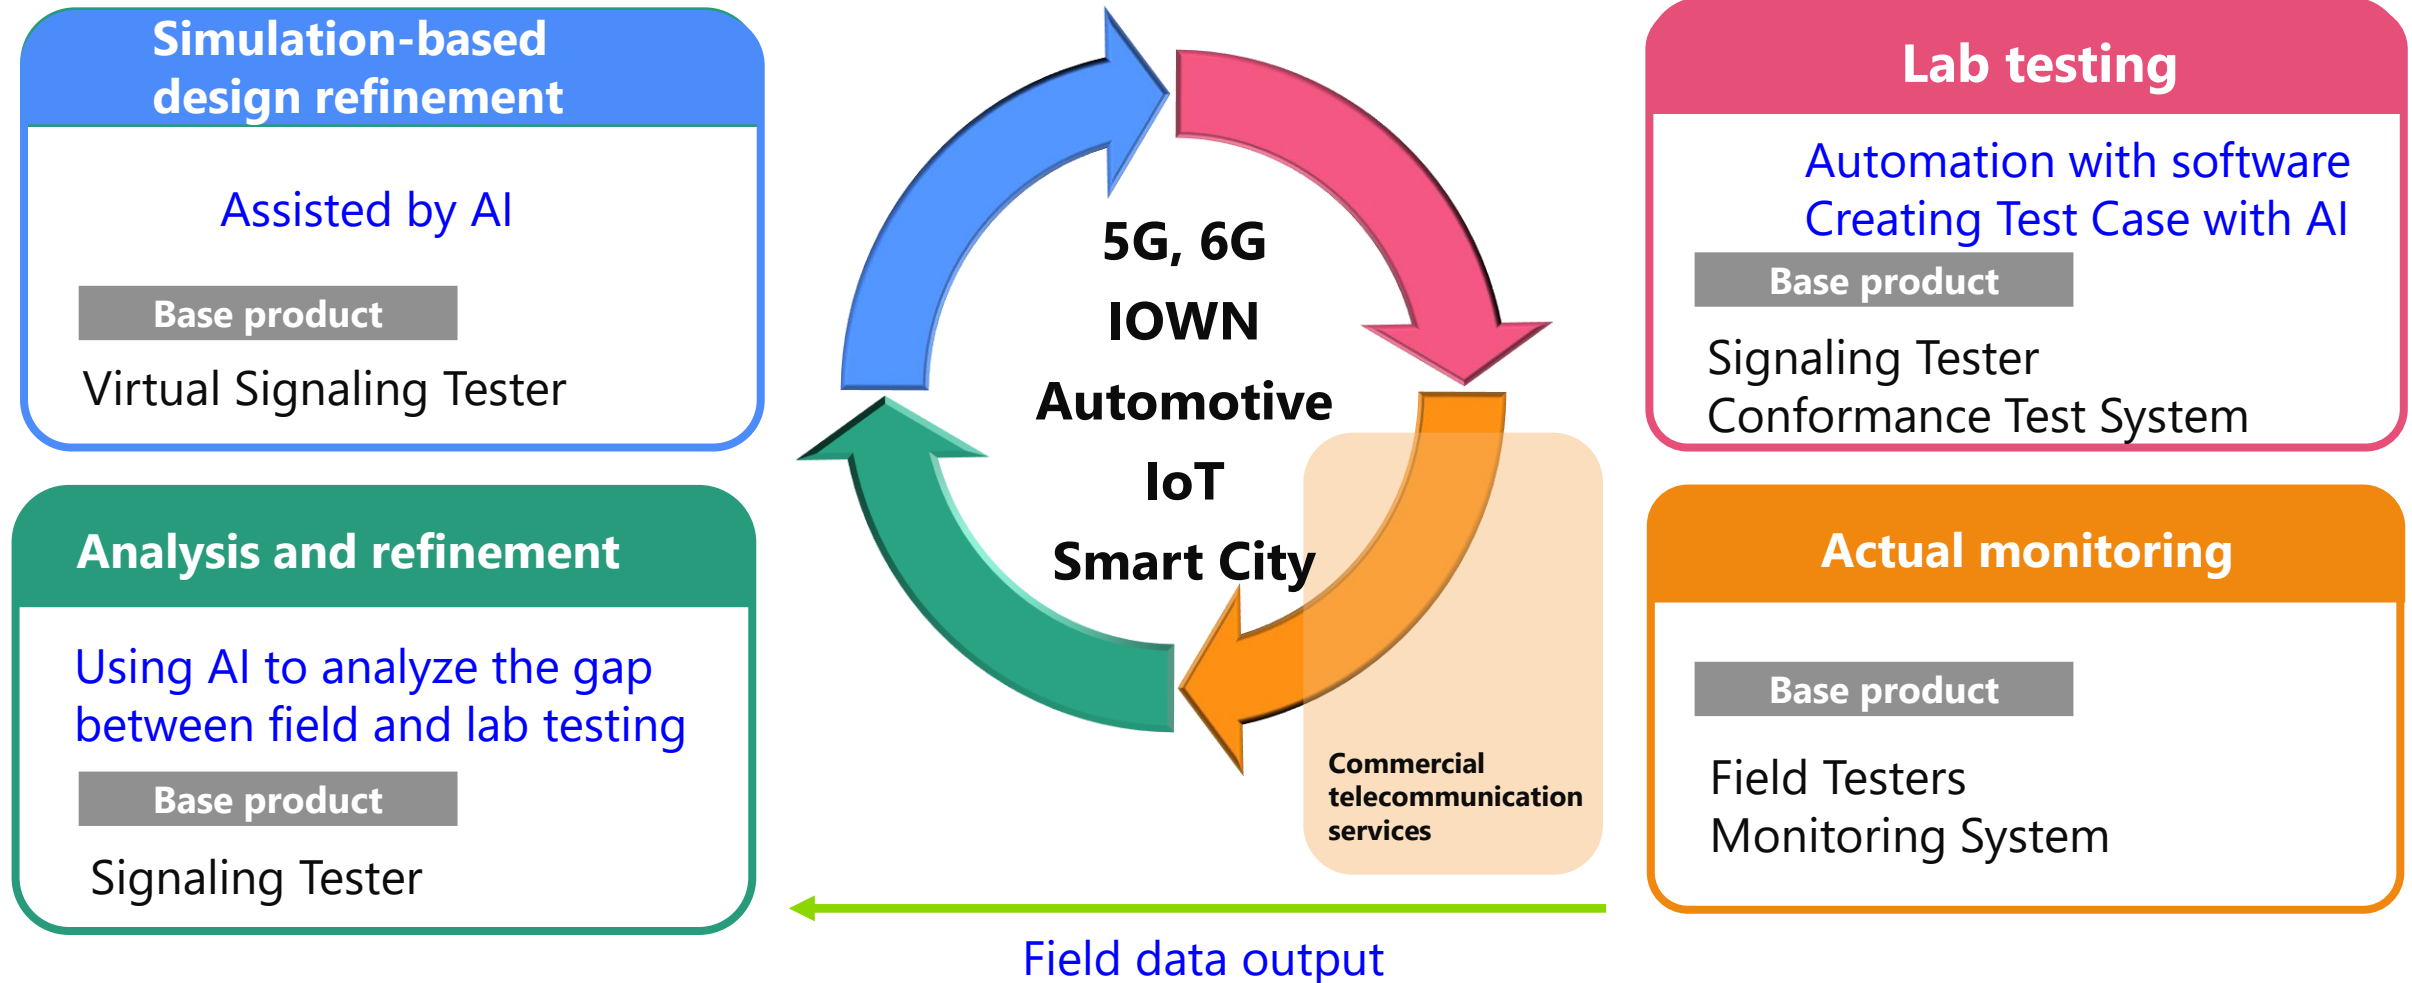 Simulation-based
design refinement
Assisted by AI
Base product
Virtual Signaling Tester
5G, 6G
IOWN
Automotive
IoT
Smart City
Lab testing
Automation with software
Creating Test Case with AI
Base product
Signaling Tester
Conformance Test System
Analysis and refinement
Using AI to analyze the gap
between field and lab testing
Base product
Signaling Tester
Commercial
telecommunication
services
Actual monitoring
Base product
Field Testers
Monitoring System
Field data output